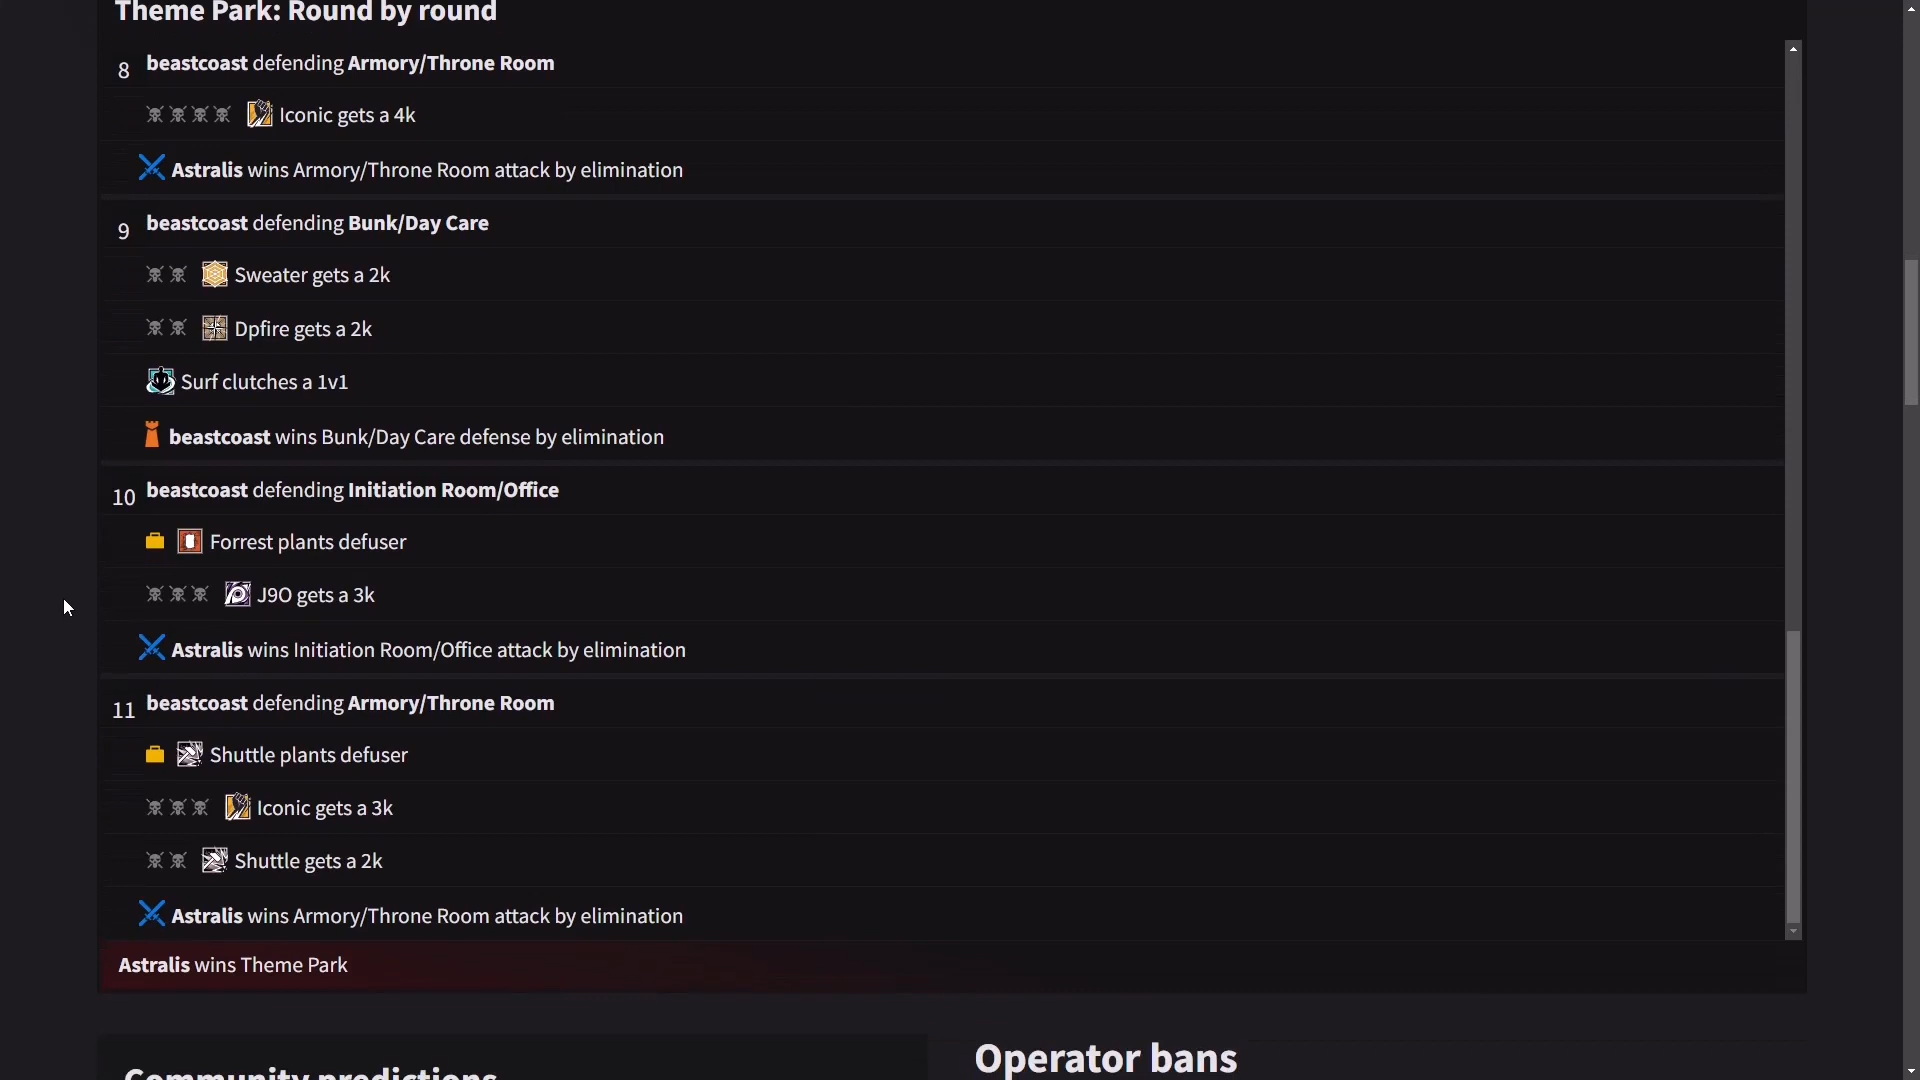 Theme Park: Round by round
8
beastcoast defending Armory/Throne Room
Iconic gets a 4k
Astralis wins Armory/Throne Room attack by elimination
9
beastcoast defending Bunk/Day Care
Sweater gets a 2k
Dpfire gets a 2k
Surf clutches a 1v1
beastcoast wins Bunk/Day Care defense by elimination
10
beastcoast defending Initiation Room/Office
Forrest plants defuser
J9O gets a 3k
Astralis wins Initiation Room/Office attack by elimination
11
beastcoast defending Armory/Throne Room
Shuttle plants defuser
Iconic gets a 3k
Shuttle gets a 2k
Astralis wins Armory/Throne Room attack by elimination
Astralis wins Theme Park
Operator bans
Community predictions